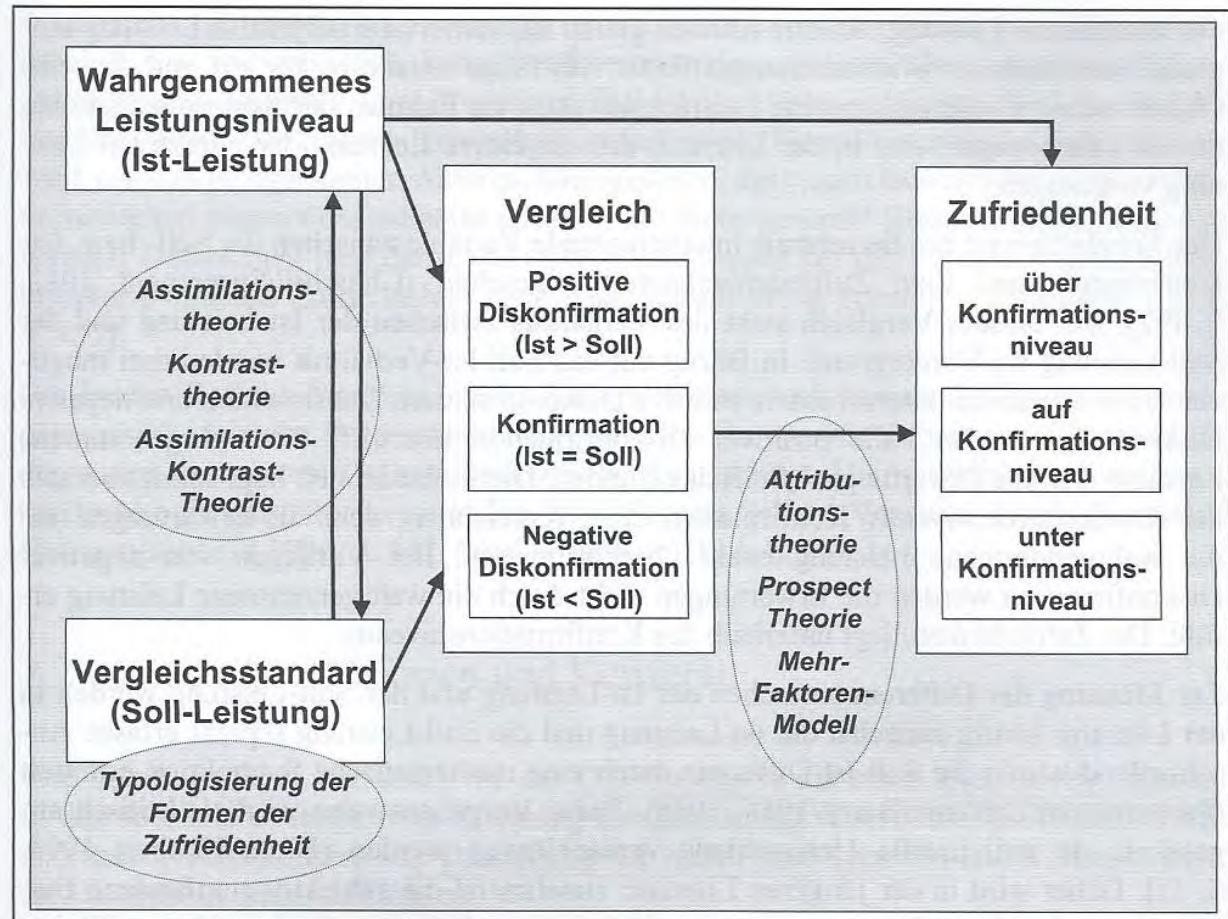 Wahrgenommenes
Leistungsniveau
(Ist-Leistung)
Assimilations-
theorie
Kontrast-
theorie
Assimilations-
Kontrast-
Theorie
Vergleichsstandard
(Soll-Leistung)
Typologisierung der
Formen der
Zufriedenheit
Vergleich
Positive
Diskonfirmation
(Ist > Soll)
Konfirmation
(Ist = Soll)
Negative
Diskonfirmation
(Ist < Soll)
Attribu-
tions-
theorie
Prospect
Theorie
Mehr-
Faktoren-
Modell
Zufriedenheit
über
Konfirmations-
niveau
auf
Konfirmations-
niveau
unter
Konfirmations-
niveau